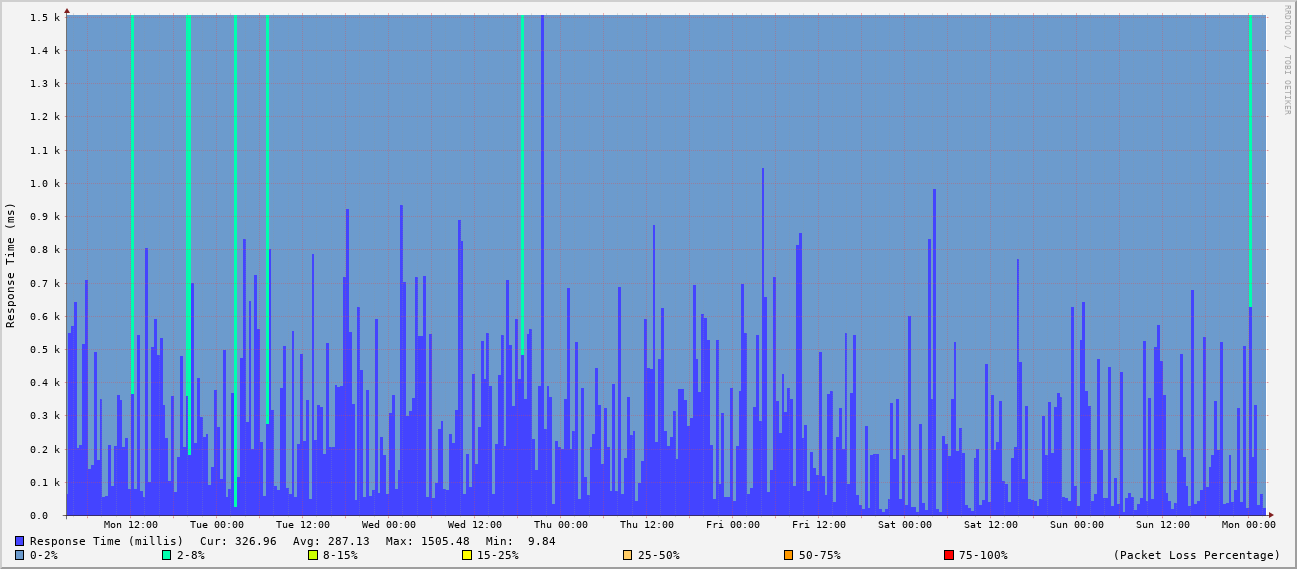 RRDTOOL / TOBI OETIKER
Response Time (ms)
1.5 k
1.4 k
1.3 k
1.2 k
1.1 k
1.0 k
0.9 k
0.8 k
0.7 k
0.6 k
0.5 k
0.4 k
0.3 k
0.2 k
0.1 k
0.0
Mon 12:00 Tue 00:00 Tue 12:00 Wed 00:00 Wed 12:00 Thu 00:00 Thu 12:00 Fri 00:00 Fri 12:00 Sat 00:00 Sat 12:00 Sun 00:00 Sun 12:00 Mon 00:00
Response Time (millis) Cur: 326.96 Avg: 287.13 Max: 1505.48 Min: 9.84
0-2% 2-8% 8-15% 15-25% 25-50% 50-75% 75-100% (Packet Loss Percentage)